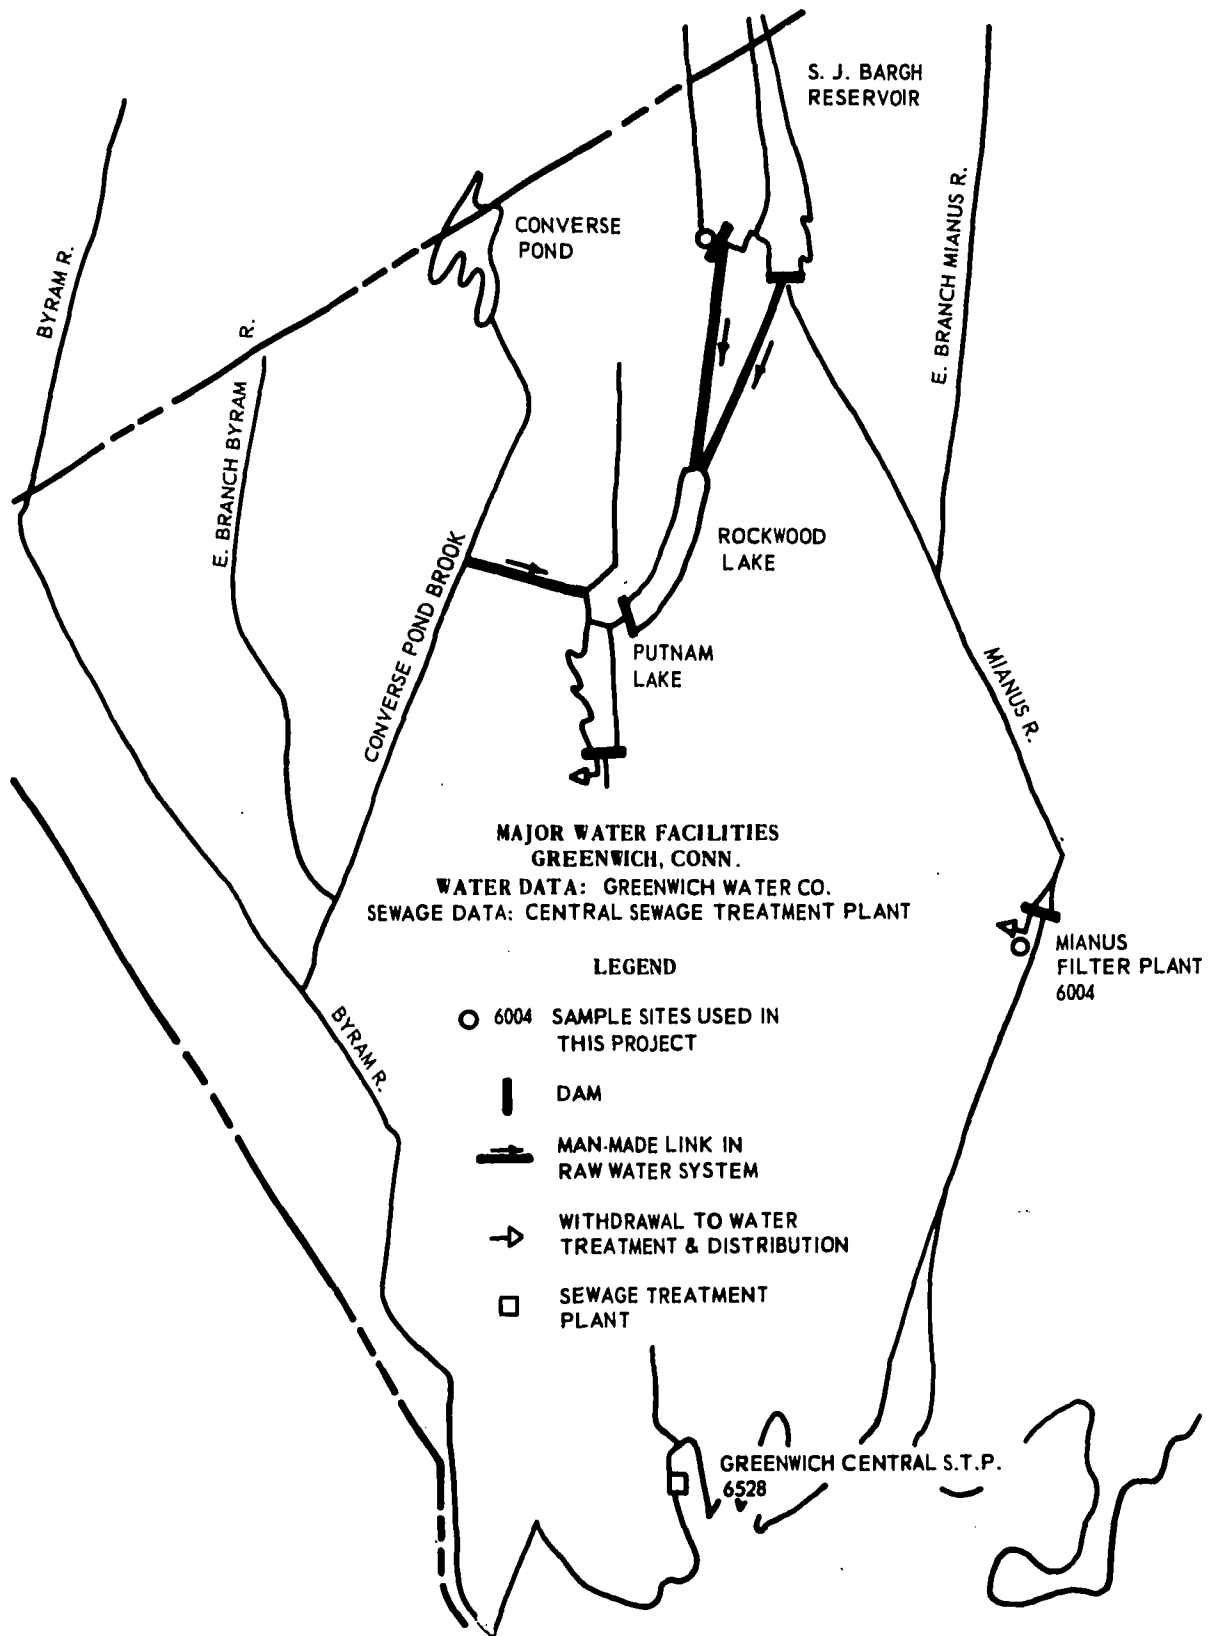 S. J. BARGH
RESERVOIR
CONVERSE
POND
BYRAM R.
E. BRANCH BYRAM R.
E. BRANCH MIANUS R.
ROCKWOOD
LAKE
CONVERSE POND BROOK
PUTNAM
LAKE
MIANUS R.
MAJOR WATER FACILITIES
GREENWICH, CONN.
WATER DATA: GREENWICH WATER CO.
SEWAGE DATA: CENTRAL SEWAGE TREATMENT PLANT
MIANUS
FILTER PLANT
6004
LEGEND
6004 SAMPLE SITES USED IN
THIS PROJECT
BYRAM R.
DAM
MAN-MADE LINK IN
RAW WATER SYSTEM
WITHDRAWAL TO WATER
TREATMENT & DISTRIBUTION
SEWAGE TREATMENT
PLANT
GREENWICH CENTRAL S.T.P.
6528